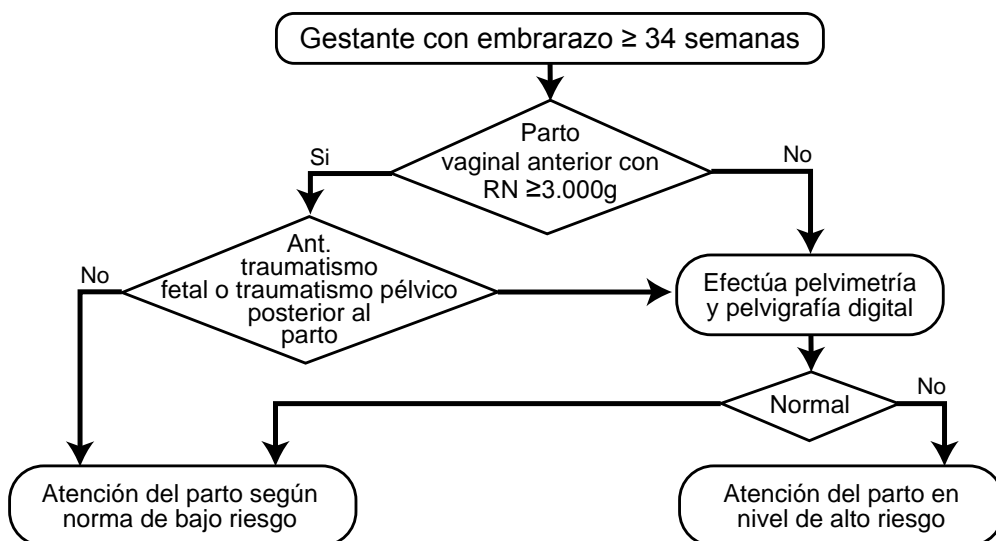 Gestante con embrarazo ≥ 34 semanas
Parto
vaginal anterior con
RN ≥3.000g
Si
No
Ant.
traumatismo
fetal o traumatismo pélvico
posterior al
parto
No
Efectúa pelvimetría
y pelvigrafía digital
Normal
No
Atención del parto según
norma de bajo riesgo
Atención del parto en
nivel de alto riesgo